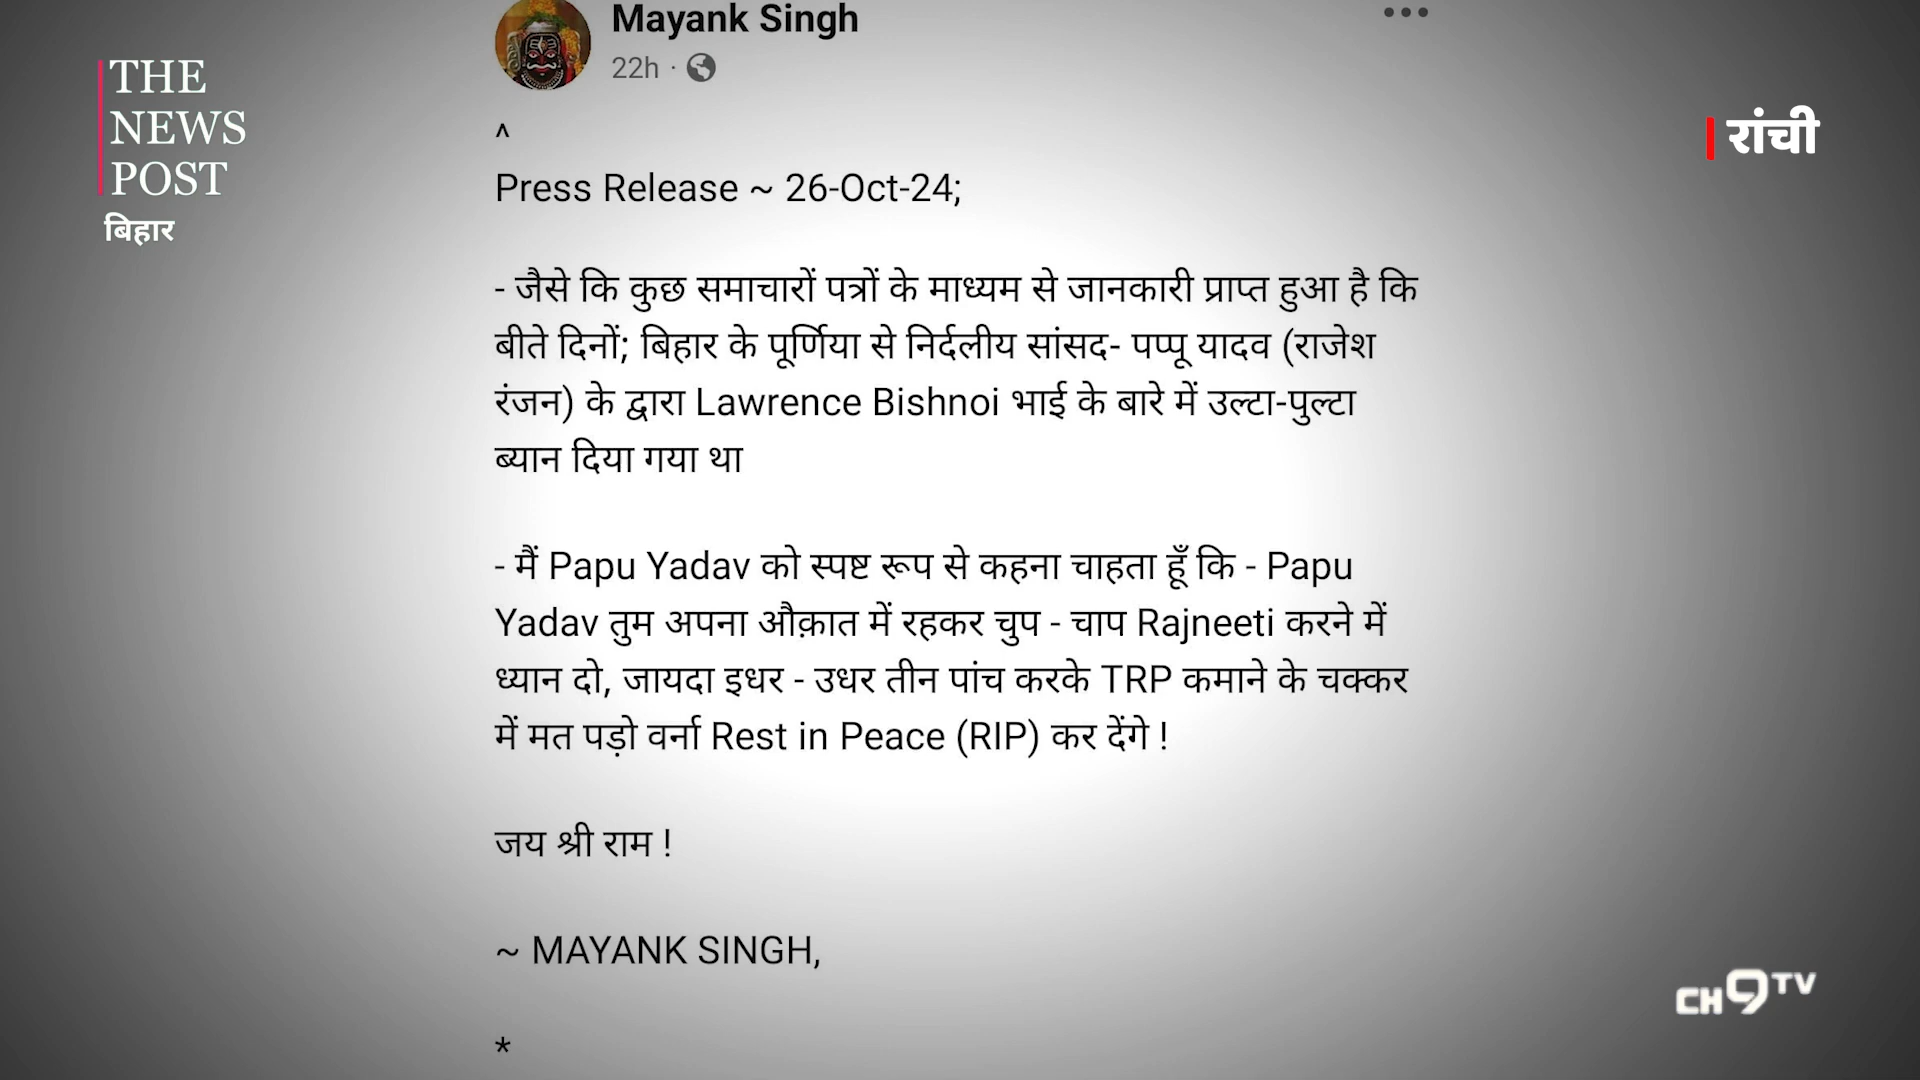 Mayank Singh
22h ·
THE
NEWS
POST
बिहार
रांची
^
Press Release ~ 26-Oct-24;
- जैसे कि कुछ समाचारों पत्रों के माध्यम से जानकारी प्राप्त हुआ है कि
बीते दिनों; बिहार के पूर्णिया से निर्दलीय सांसद- पप्पू यादव (राजेश
रंजन) के द्वारा Lawrence Bishnoi भाई के बारे में उल्टा-पुल्टा
ब्यान दिया गया था
- मैं Papu Yadav को स्पष्ट रूप से कहना चाहता हूँ कि - Papu
Yadav तुम अपना औक़ात में रहकर चुप - चाप Rajneeti करने में
ध्यान दो, जायदा इधर - उधर तीन पांच करके TRP कमाने के चक्कर
में मत पड़ो वर्ना Rest in Peace (RIP) कर देंगे !
जय श्री राम !
~ MAYANK SINGH,
*
CH9TV